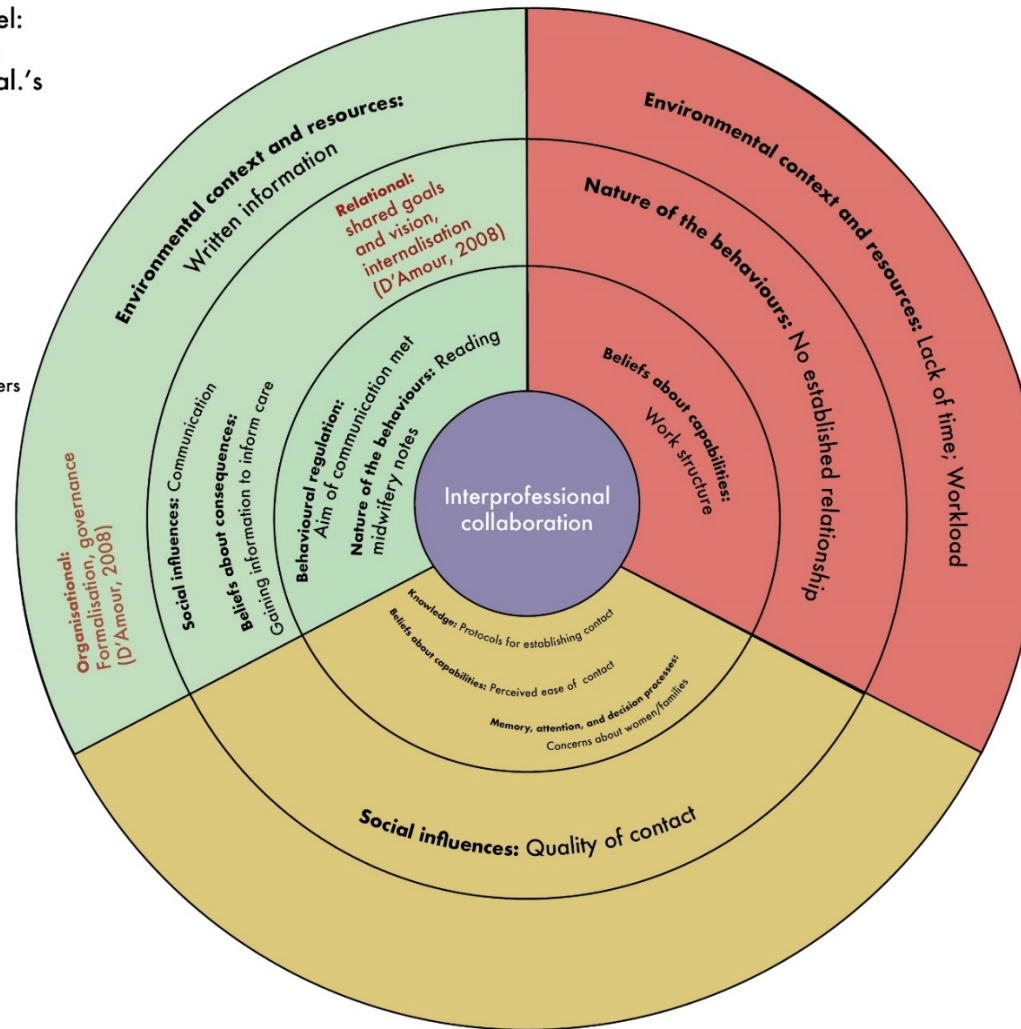 el:
al.'s
ers
Environmental context and resources:
Written information
Relational:
shared goals
and vision,
internalisation
(D'Amour, 2008)
Organisational:
Formalisation, governance
(D'Amour, 2008)
Social influences: Communication
Beliefs about consequences:
Gaining information to inform care
Behavioural regulation:
Aim of communication met
Nature of the behaviours: Reading
midwifery notes
Environmental context and resources: Lack of time; Workload
Nature of the behaviours: No established relationship
Beliefs about capabilities:
Work structure
Interprofessional
collaboration
Knowledge: Protocols for establishing contact
Beliefs about capabilities: Perceived ease of contact
Memory, attention, and decision processes:
Concerns about women/families
Social influences: Quality of contact